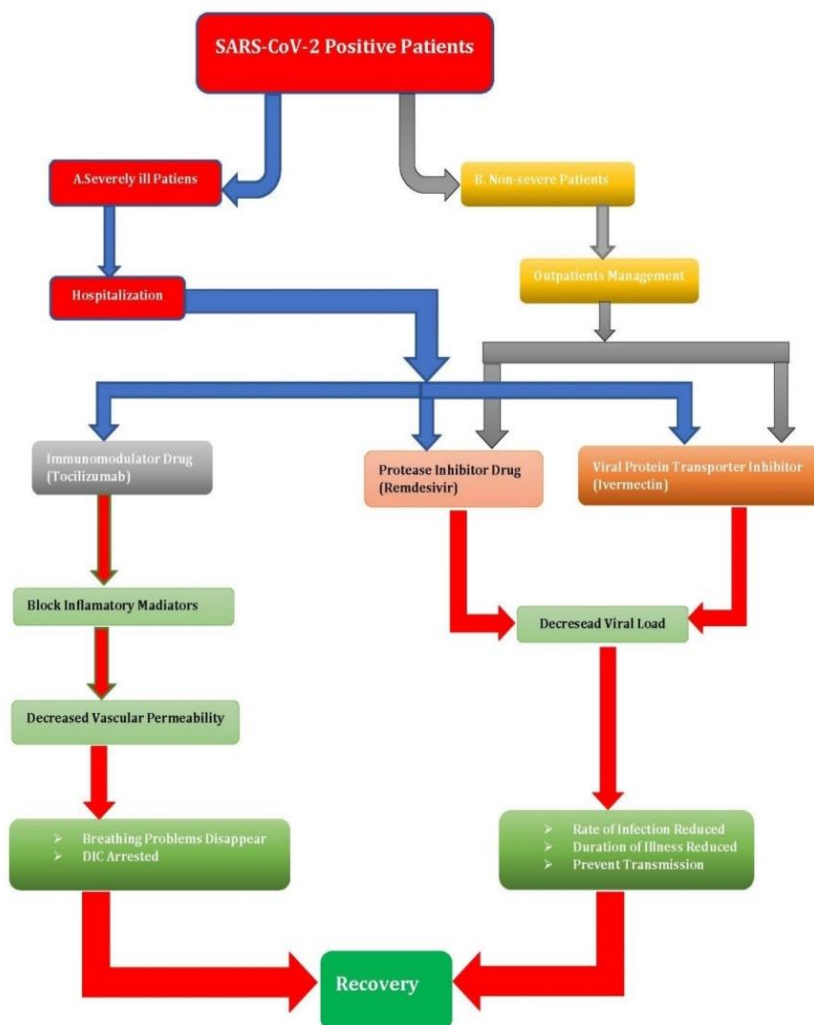 SARS-CoV-2 Positive Patients
A.Severely ill Patiens
B. Non-severe Patients
Hospitalization
Outpatients Management
Immunomodulator Drug
(Tocilizumab)
Protease Inhibitor Drug
(Remdesivir)
Viral Protein Transporter Inhibitor
(Ivermectin)
Block Inflamatory Madiators
Decresead Viral Load
Decreased Vascular Permeability
Breathing Problems Disappear
DIC Arrested
Rate of Infection Reduced
Duration of Illness Reduced
Prevent Transmission
Recovery